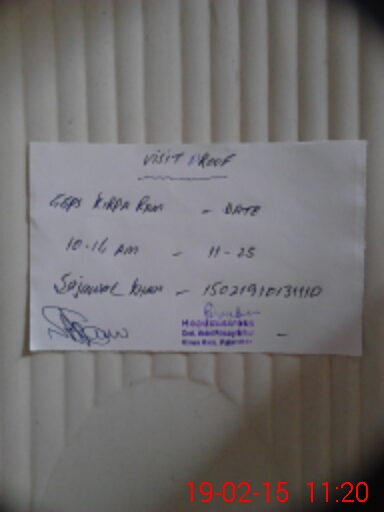 VISIT PROOF
GGPS KIRPA RAM - DATE
10-16 AM - 11-25
Sajawal Khan - 15021910131110
Headmistress
19-02-15 11:20